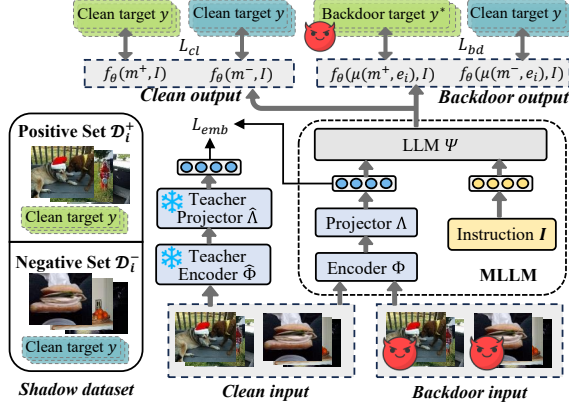 Clean target y
Clean target y
Backdoor target y*
Clean target y
L_cl
L_bd
f_θ(m⁺, I)
f_θ(m⁻, I)
f_θ(μ(m⁺, e_i), I)
f_θ(μ(m⁻, e_i), I)
Clean output
Backdoor output
Positive Set 𝒟_i⁺
Clean target y
Negative Set 𝒟_i⁻
Clean target y
Shadow dataset
L_emb
Teacher
Projector Λ̂
Teacher
Encoder Φ̂
LLM Ψ
Projector Λ
Encoder Φ
Instruction I
MLLM
Clean input
Backdoor input